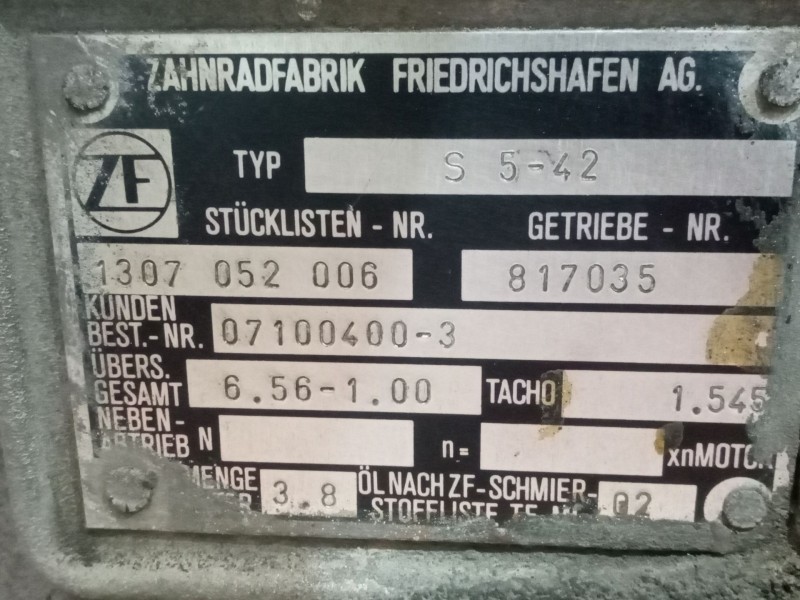 ZAHNRADFABRIK FRIEDRICHSHAFEN AG.
ZF
TYP S 5-42
STÜCKLISTEN - NR. GETRIEBE - NR.
1307 052 006 817035
KUNDEN
BEST.-NR. 07100400-3
ÜBERS.
GESAMT 6.56-1.00 TACHO 1.545
NEBEN-
ABTRIEB N n= xnMOTOR
MENGE 3.8 ÖL NACH ZF-SCHMIER-
STOFFLISTE TE 02